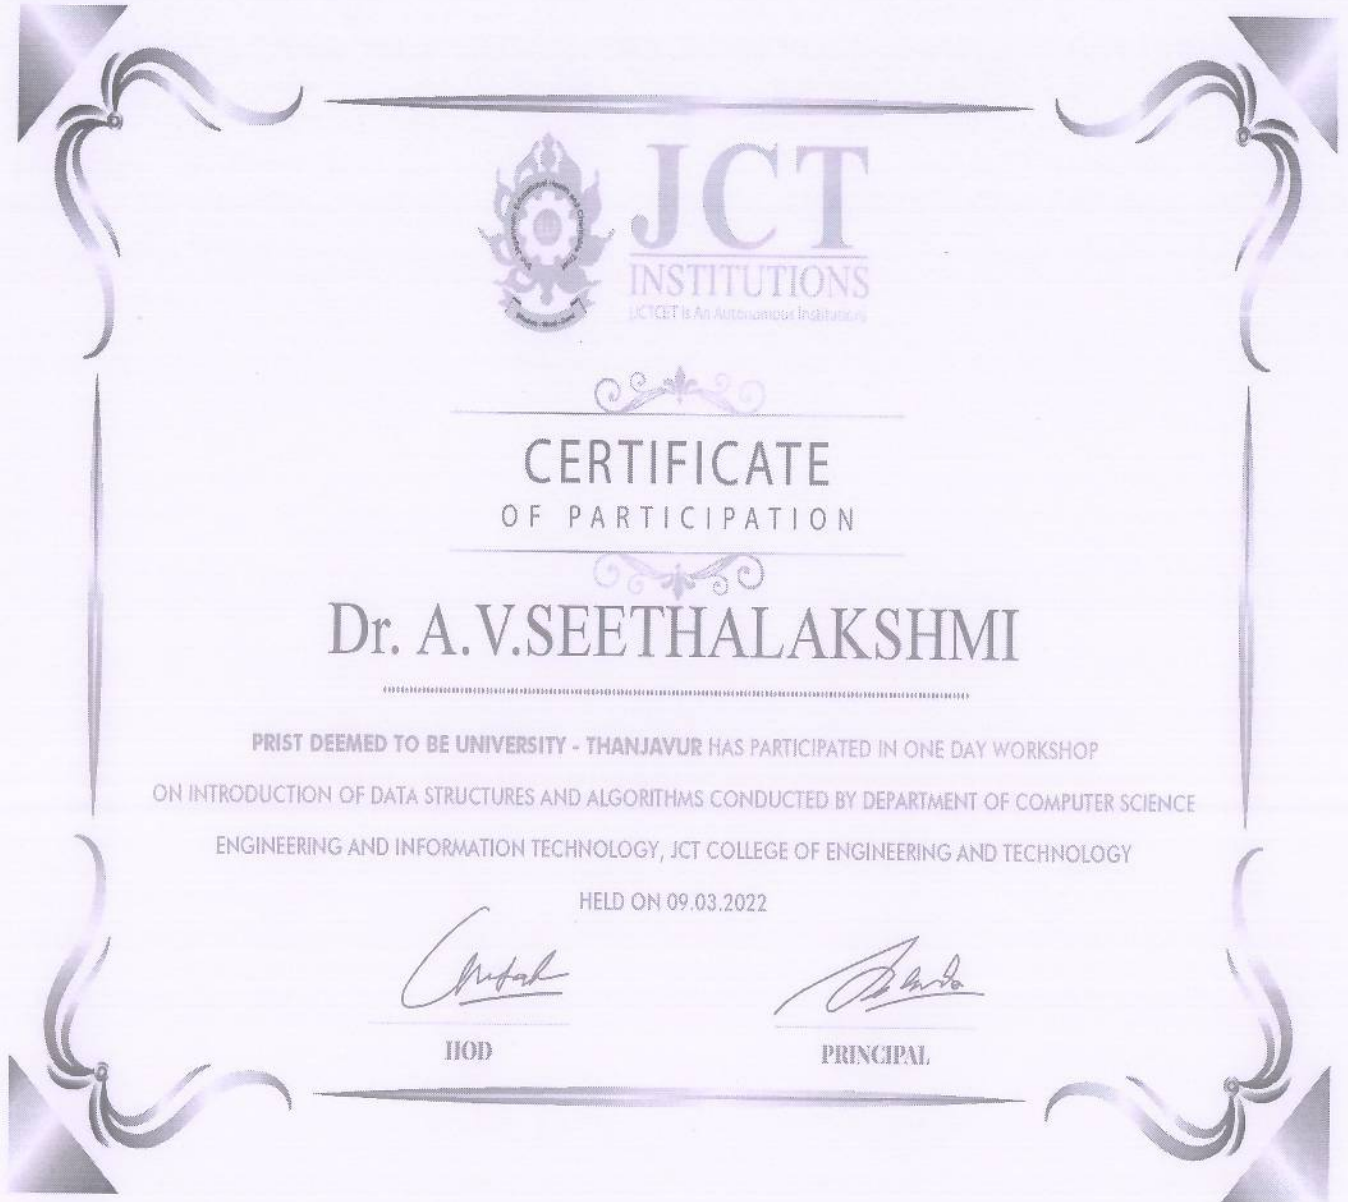 JCT
INSTITUTIONS
CERTIFICATE
OF PARTICIPATION
Dr. A.V.SEETHALAKSHMI
PRIST DEEMED TO BE UNIVERSITY - THANJAVUR HAS PARTICIPATED IN ONE DAY WORKSHOP
ON INTRODUCTION OF DATA STRUCTURES AND ALGORITHMS CONDUCTED BY DEPARTMENT OF COMPUTER SCIENCE
ENGINEERING AND INFORMATION TECHNOLOGY, JCT COLLEGE OF ENGINEERING AND TECHNOLOGY
HELD ON 09.03.2022
HOD
PRINCIPAL